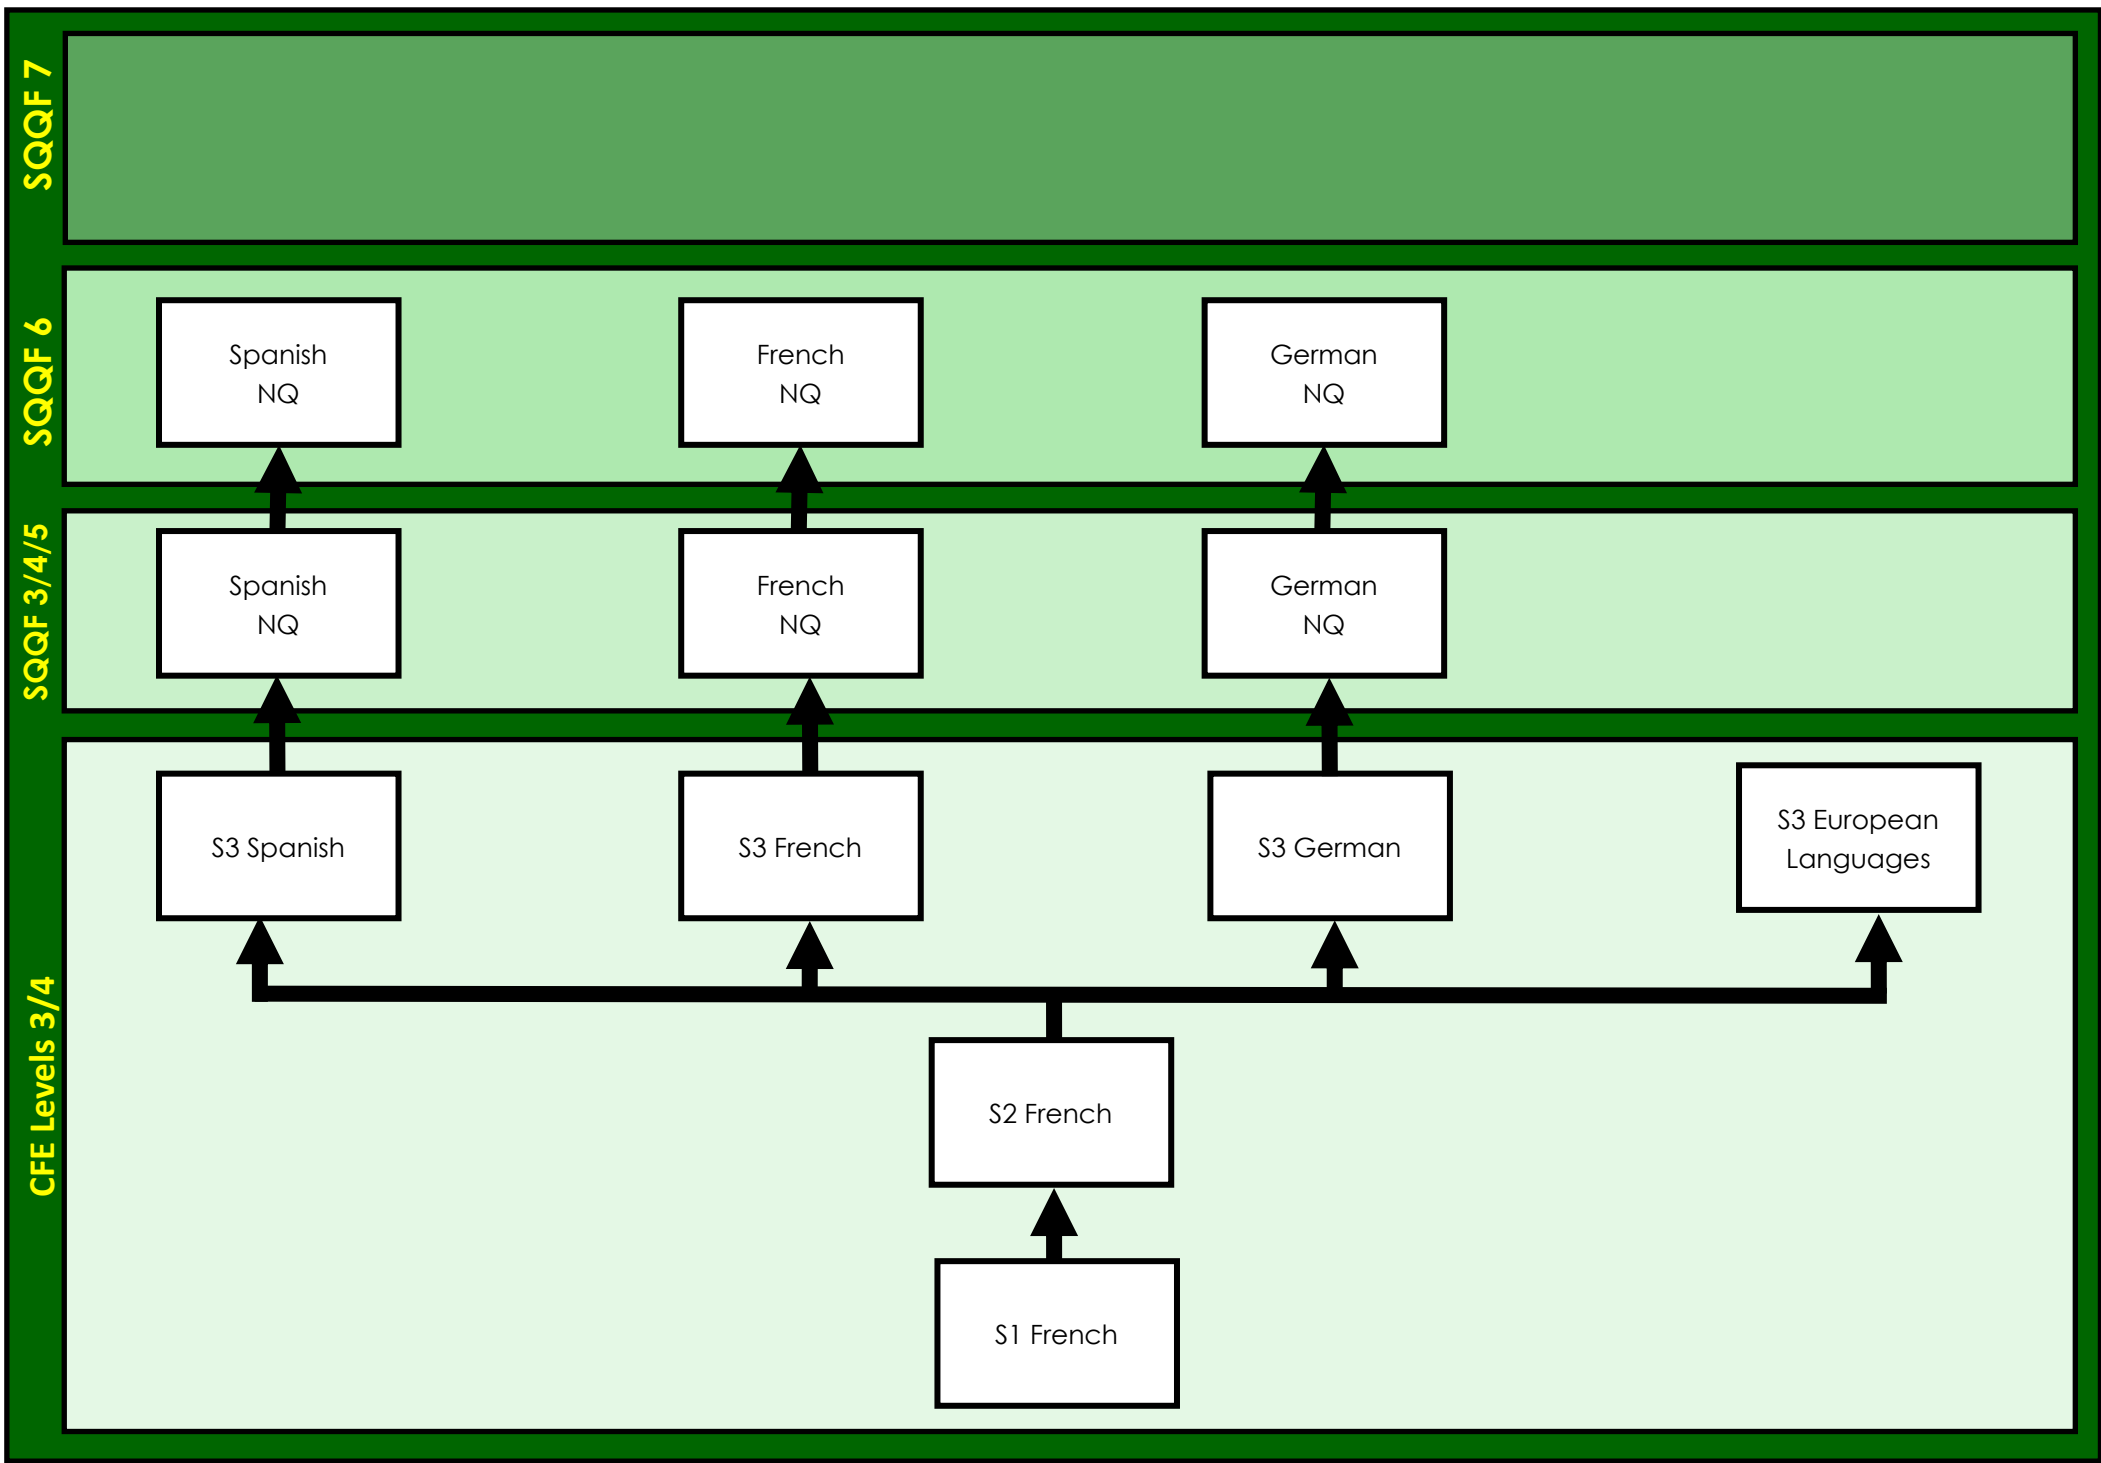 SQQF 7
SQQF 6
Spanish
NQ
French
NQ
German
NQ
SQQF 3/4/5
Spanish
NQ
French
NQ
German
NQ
CFE Levels 3/4
S3 Spanish
S3 French
S3 German
S3 European
Languages
S2 French
S1 French